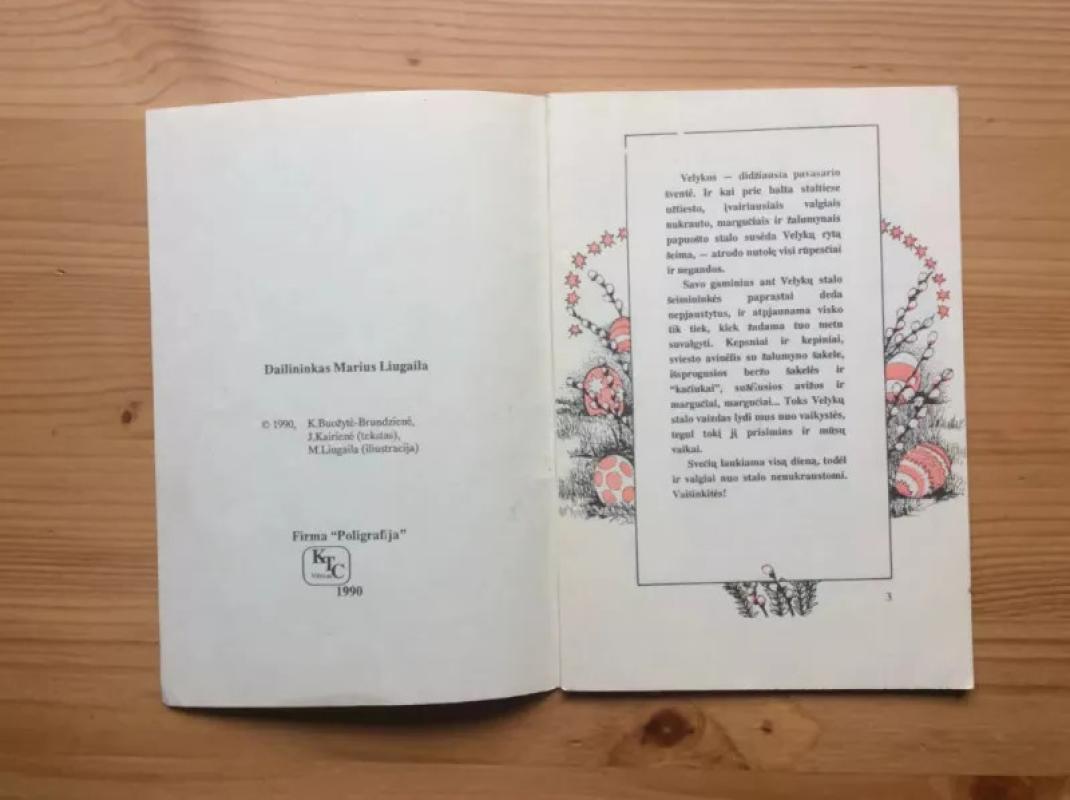 Dailininkas Marius Liugaila
© 1990, K.Buožytė-Brundzienė,
J.Kairienė (tekstas),
M.Liugaila (iliustracija)
Firma “Poligrafija”
KTC
Vilnius
1990
Velykos — didžiausia pavasario
šventė. Ir kai prie balta staltiese
užtiesto, įvairiausiais valgiais
nukrauto, margučiais ir žalumynais
papuošto stalo susėda Velykų rytą
šeima, — atrodo nutolę visi rūpesčiai
ir negandos.
Savo gaminius ant Velykų stalo
šeimininkės paprastai deda
nepjaustytus, ir atpjaunama visko
tik tiek, kiek žadama tuo metu
suvalgyti. Kepsniai ir kepiniai,
sviesto avinėlis su žalumyno šakele,
išsprogusios beržo šakelės ir
“kačiukai”, sužėlusios avižos ir
margučiai, margučiai... Toks Velykų
stalo vaizdas lydi mus nuo vaikystės,
tegul tokį jį prisimins ir mūsų
vaikai.
Svečių laukiama visą dieną, todėl
ir valgiai nuo stalo nenukraustomi.
Vaišinkitės!
3